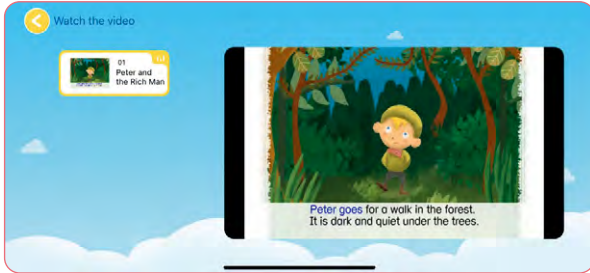 Watch the video
01
Peter and
the Rich Man
Peter goes for a walk in the forest.
It is dark and quiet under the trees.